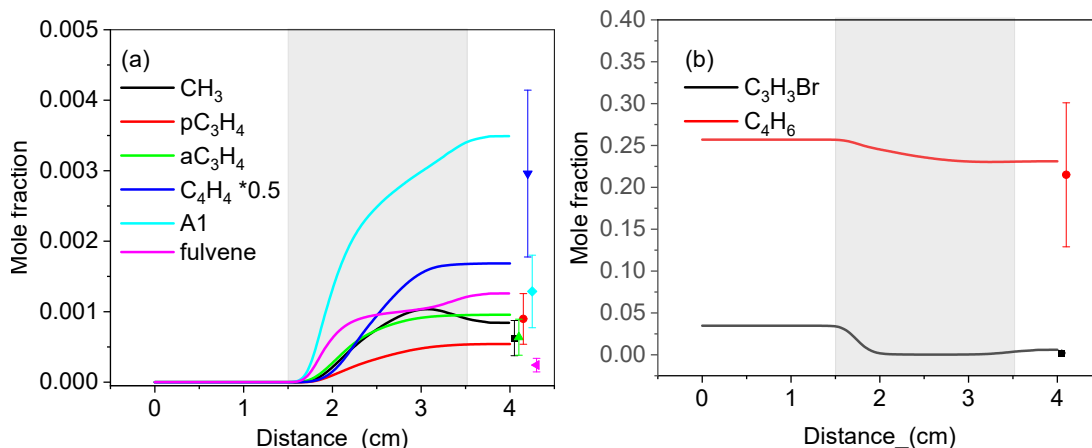 (a)
CH₃
pC₃H₄
aC₃H₄
C₄H₄ *0.5
A1
fulvene
Mole fraction
0.005
0.004
0.003
0.002
0.001
0.000
0 1 2 3 4
Distance_(cm)
(b)
C₃H₃Br
C₄H₆
Mole fraction
0.40
0.35
0.30
0.25
0.20
0.15
0.10
0.05
0.00
0 1 2 3 4
Distance_(cm)